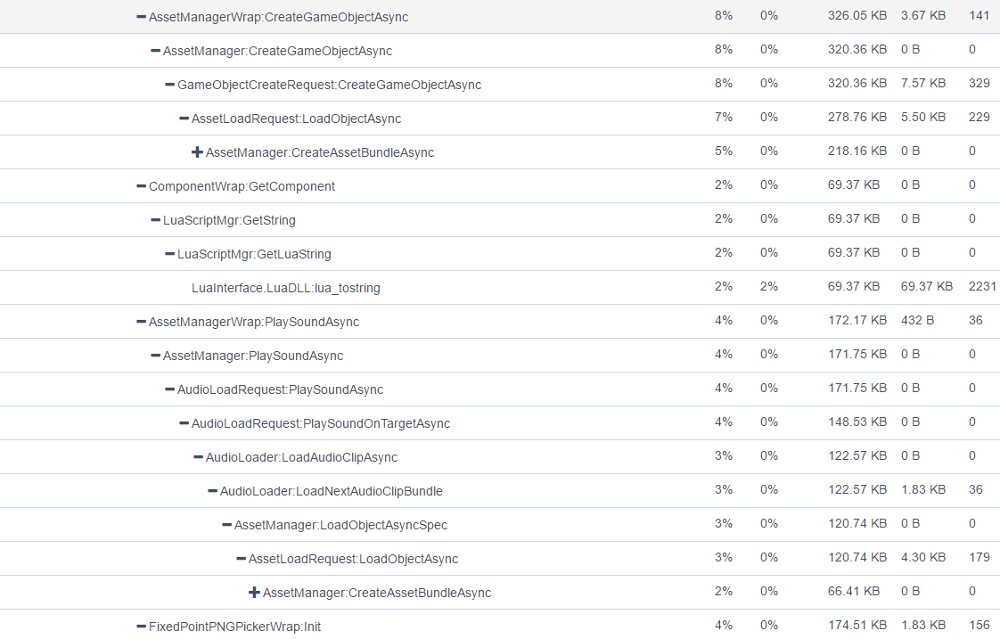 AssetManagerWrap:CreateGameObjectAsync 8% 0% 326.05 KB 3.67 KB 141
AssetManager:CreateGameObjectAsync 8% 0% 320.36 KB 0 B 0
GameObjectCreateRequest:CreateGameObjectAsync 8% 0% 320.36 KB 7.57 KB 329
AssetLoadRequest:LoadObjectAsync 7% 0% 278.76 KB 5.50 KB 229
AssetManager:CreateAssetBundleAsync 5% 0% 218.16 KB 0 B 0
ComponentWrap:GetComponent 2% 0% 69.37 KB 0 B 0
LuaScriptMgr:GetString 2% 0% 69.37 KB 0 B 0
LuaScriptMgr:GetLuaString 2% 0% 69.37 KB 0 B 0
LuaInterface.LuaDLL:lua_tostring 2% 2% 69.37 KB 69.37 KB 2231
AssetManagerWrap:PlaySoundAsync 4% 0% 172.17 KB 432 B 36
AssetManager:PlaySoundAsync 4% 0% 171.75 KB 0 B 0
AudioLoadRequest:PlaySoundAsync 4% 0% 171.75 KB 0 B 0
AudioLoadRequest:PlaySoundOnTargetAsync 4% 0% 148.53 KB 0 B 0
AudioLoader:LoadAudioClipAsync 3% 0% 122.57 KB 0 B 0
AudioLoader:LoadNextAudioClipBundle 3% 0% 122.57 KB 1.83 KB 36
AssetManager:LoadObjectAsyncSpec 3% 0% 120.74 KB 0 B 0
AssetLoadRequest:LoadObjectAsync 3% 0% 120.74 KB 4.30 KB 179
AssetManager:CreateAssetBundleAsync 2% 0% 66.41 KB 0 B 0
FixedPointPNGPickerWrap:Init 4% 0% 174.51 KB 1.83 KB 156